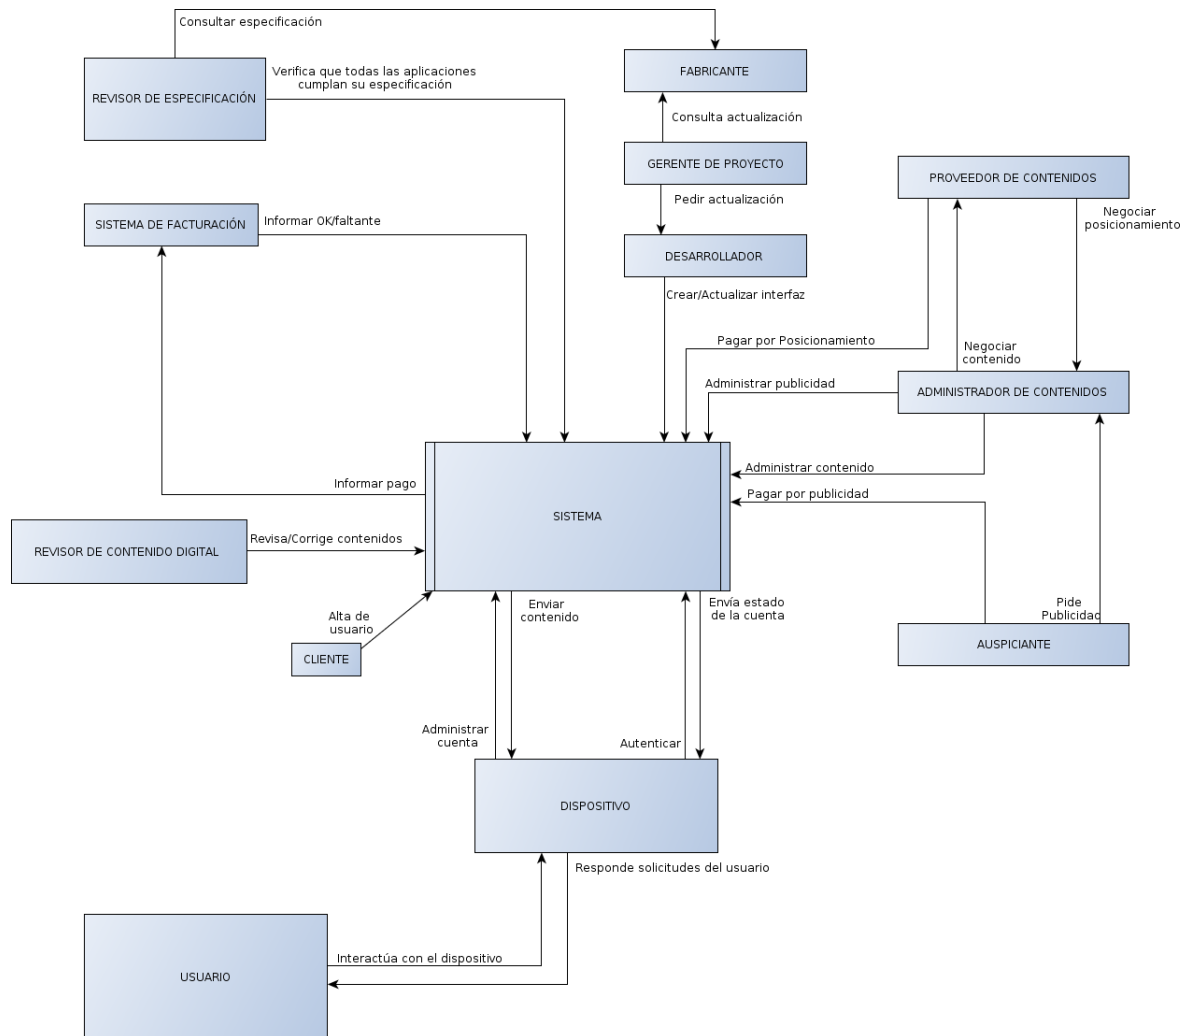 Consultar especificación
REVISOR DE ESPECIFICACIÓN
Verifica que todas las aplicaciones
cumplan su especificación
FABRICANTE
Consulta actualización
GERENTE DE PROYECTO
Pedir actualización
PROVEEDOR DE CONTENIDOS
Negociar
posicionamiento
SISTEMA DE FACTURACIÓN
Informar OK/faltante
DESARROLLADOR
Crear/Actualizar interfaz
Pagar por Posicionamiento
Negociar
contenido
Administrar publicidad
ADMINISTRADOR DE CONTENIDOS
Administrar contenido
Informar pago
Pagar por publicidad
SISTEMA
REVISOR DE CONTENIDO DIGITAL
Revisa/Corrige contenidos
Alta de
usuario
CLIENTE
Enviar
contenido
Envía estado
de la cuenta
Pide
Publicidad
AUSPICIANTE
Administrar
cuenta
Autenticar
DISPOSITIVO
Responde solicitudes del usuario
Interactúa con el dispositivo
USUARIO